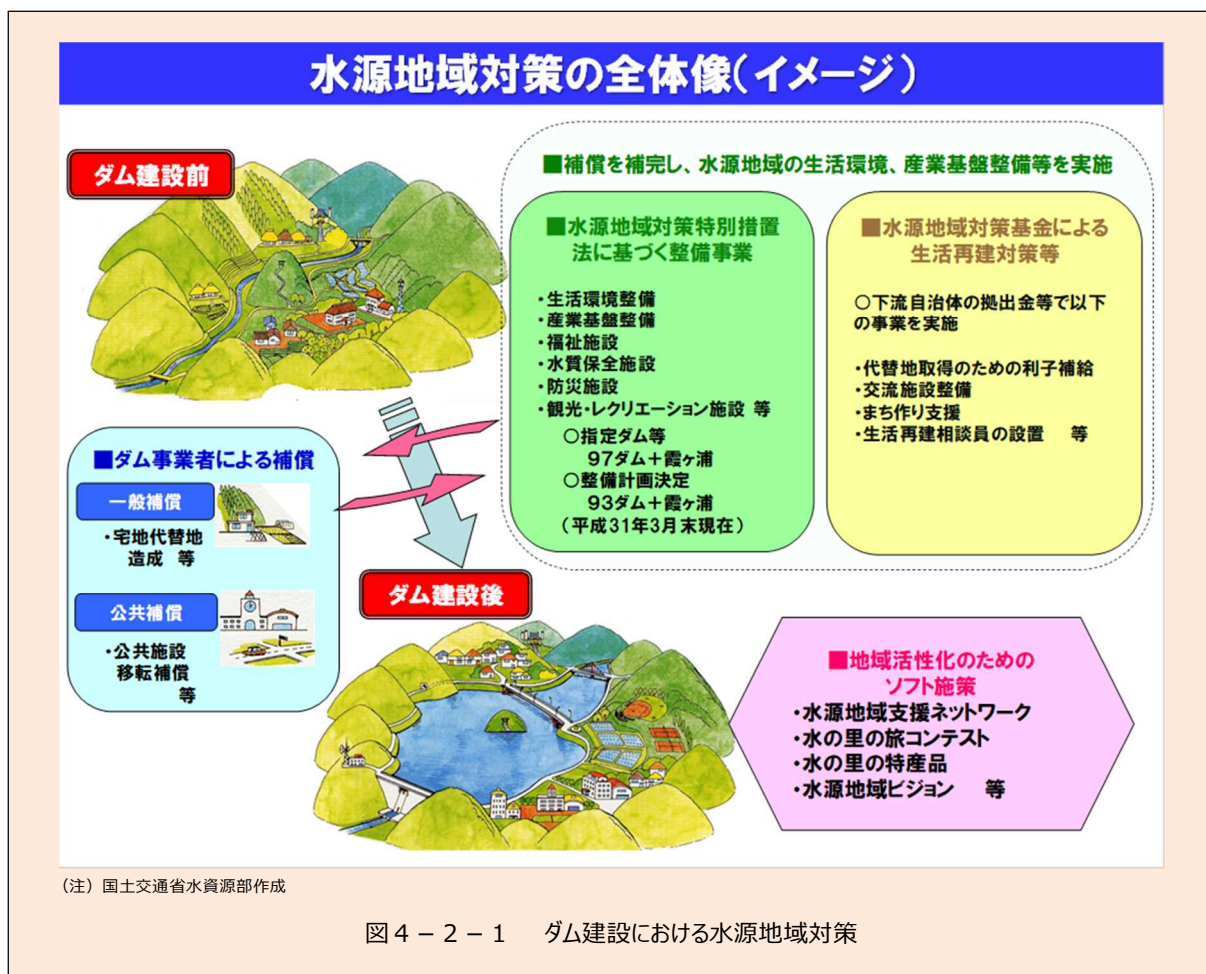 水源地域対策の全体像(イメージ)
ダム建設前
■補償を補完し、水源地域の生活環境、産業基盤整備等を実施
■水源地域対策特別措置
法に基づく整備事業
・生活環境整備
・産業基盤整備
・福祉施設
・水質保全施設
・防災施設
・観光・レクリエーション施設 等
○指定ダム等
97ダム+霞ヶ浦
○整備計画決定
93ダム+霞ヶ浦
(平成31年3月末現在)
■水源地域対策基金による
生活再建対策等
○下流自治体の拠出金等で以下
の事業を実施
・代替地取得のための利子補給
・交流施設整備
・まち作り支援
・生活再建相談員の設置 等
■ダム事業者による補償
一般補償
・宅地代替地
造成 等
公共補償
・公共施設
移転補償
等
ダム建設後
■地域活性化のための
ソフト施策
・水源地域支援ネットワーク
・水の里の旅コンテスト
・水の里の特産品
・水源地域ビジョン 等
(注)国土交通省水資源部作成
図4-2-1 ダム建設における水源地域対策